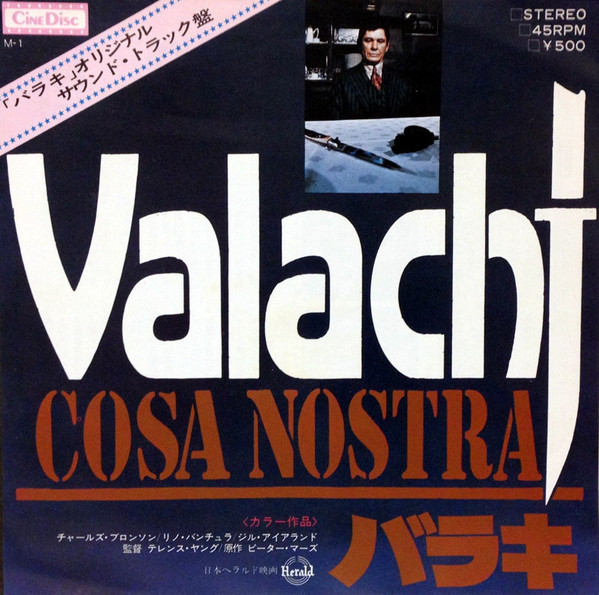 CINEDISC
M-1
「バラキ」オリジナル
サウンド・トラック盤
□STEREO
□45RPM
□¥500
Valachi
COSA NOSTRA
〈カラー作品〉
チャールズ・ブロンソン/リノ・バンチュラ/ジル・アイアランド
監督 テレンス・ヤング/原作 ピーター・マーズ
日本ヘラルド映画 Herald
バラキ